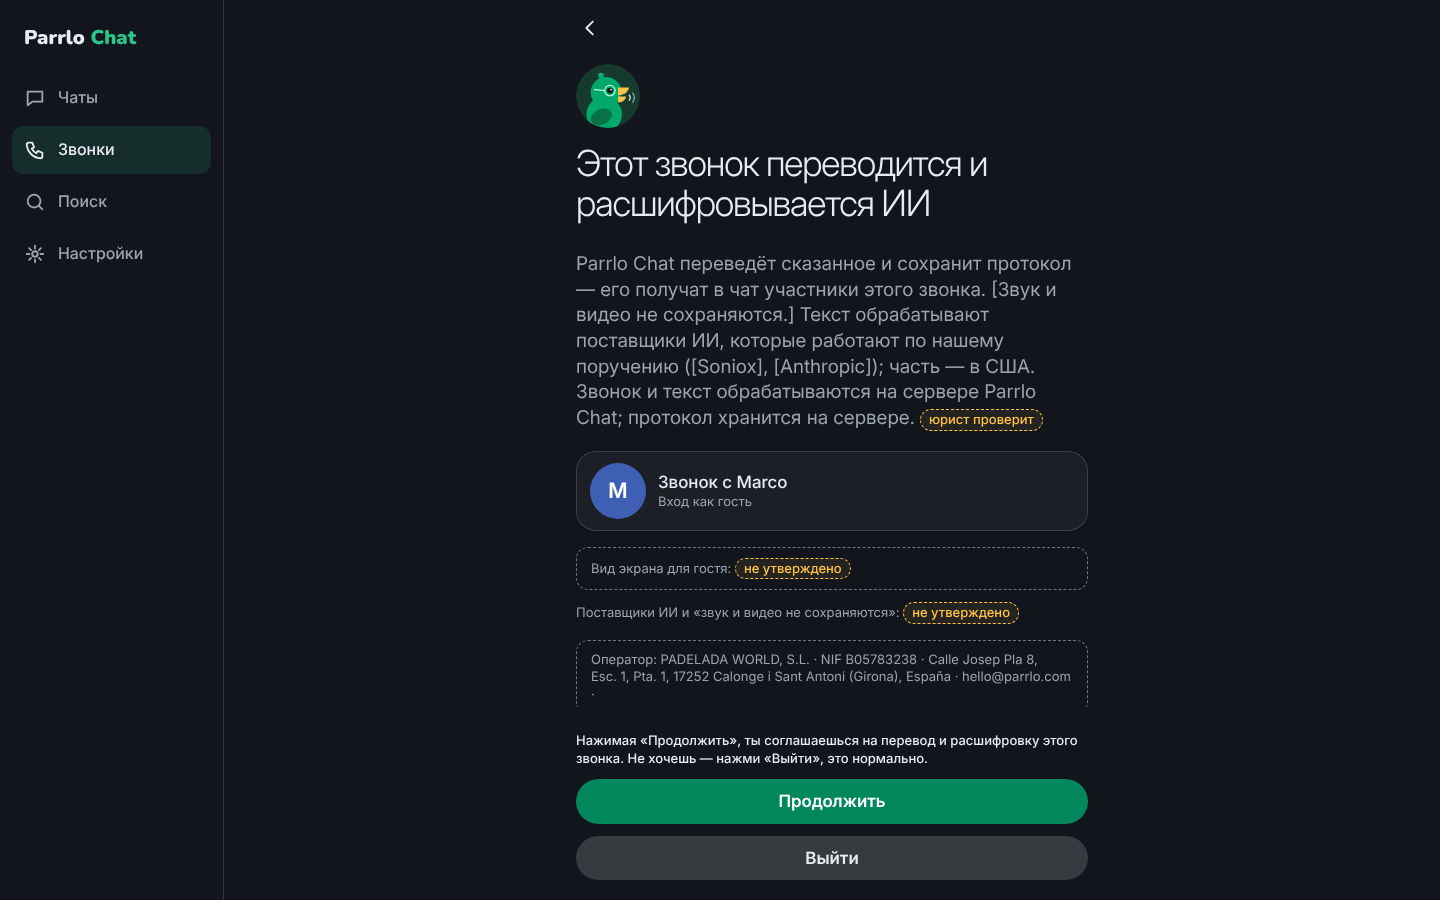 Parrlo Chat
Чаты
Звонки
Поиск
Настройки
Этот звонок переводится и
расшифровывается ИИ
Parrlo Chat переведёт сказанное и сохранит протокол
— его получат в чат участники этого звонка. [Звук и
видео не сохраняются.] Текст обрабатывают
поставщики ИИ, которые работают по нашему
поручению ([Soniox], [Anthropic]); часть — в США.
Звонок и текст обрабатываются на сервере Parrlo
Chat; протокол хранится на сервере. юрист проверит
M
Звонок с Marco
Вход как гость
Вид экрана для гостя: не утверждено
Поставщики ИИ и «звук и видео не сохраняются»: не утверждено
Оператор: PADELADA WORLD, S.L. · NIF B05783238 · Calle Josep Pla 8,
Esc. 1, Pta. 1, 17252 Calonge i Sant Antoni (Girona), España · hello@parrlo.com
·
Нажимая «Продолжить», ты соглашаешься на перевод и расшифровку этого
звонка. Не хочешь — нажми «Выйти», это нормально.
Продолжить
Выйти